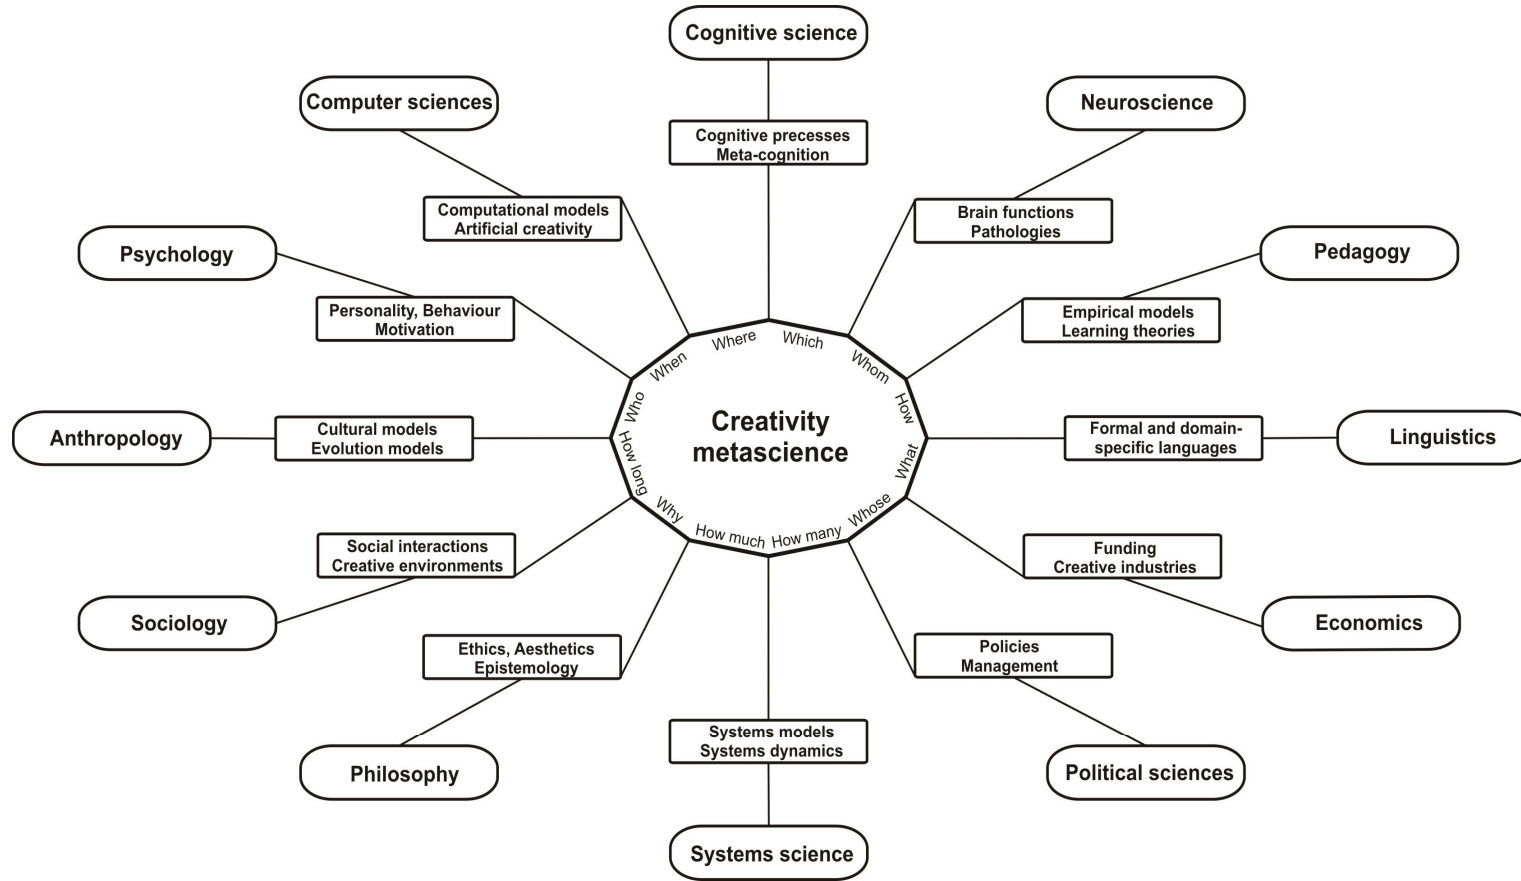 Cognitive science
Computer sciences
Neuroscience
Cognitive precesses
Meta-cognition
Computational models
Artificial creativity
Brain functions
Pathologies
Psychology
Pedagogy
Personality, Behaviour
Motivation
Empirical models
Learning theories
Where
Which
When
Whom
Who
How
Creativity
metascience
Anthropology
Cultural models
Evolution models
Formal and domain-
specific languages
Linguistics
How long
What
Why
Whose
How much
How many
Social interactions
Creative environments
Funding
Creative industries
Sociology
Economics
Ethics, Aesthetics
Epistemology
Policies
Management
Systems models
Systems dynamics
Philosophy
Political sciences
Systems science